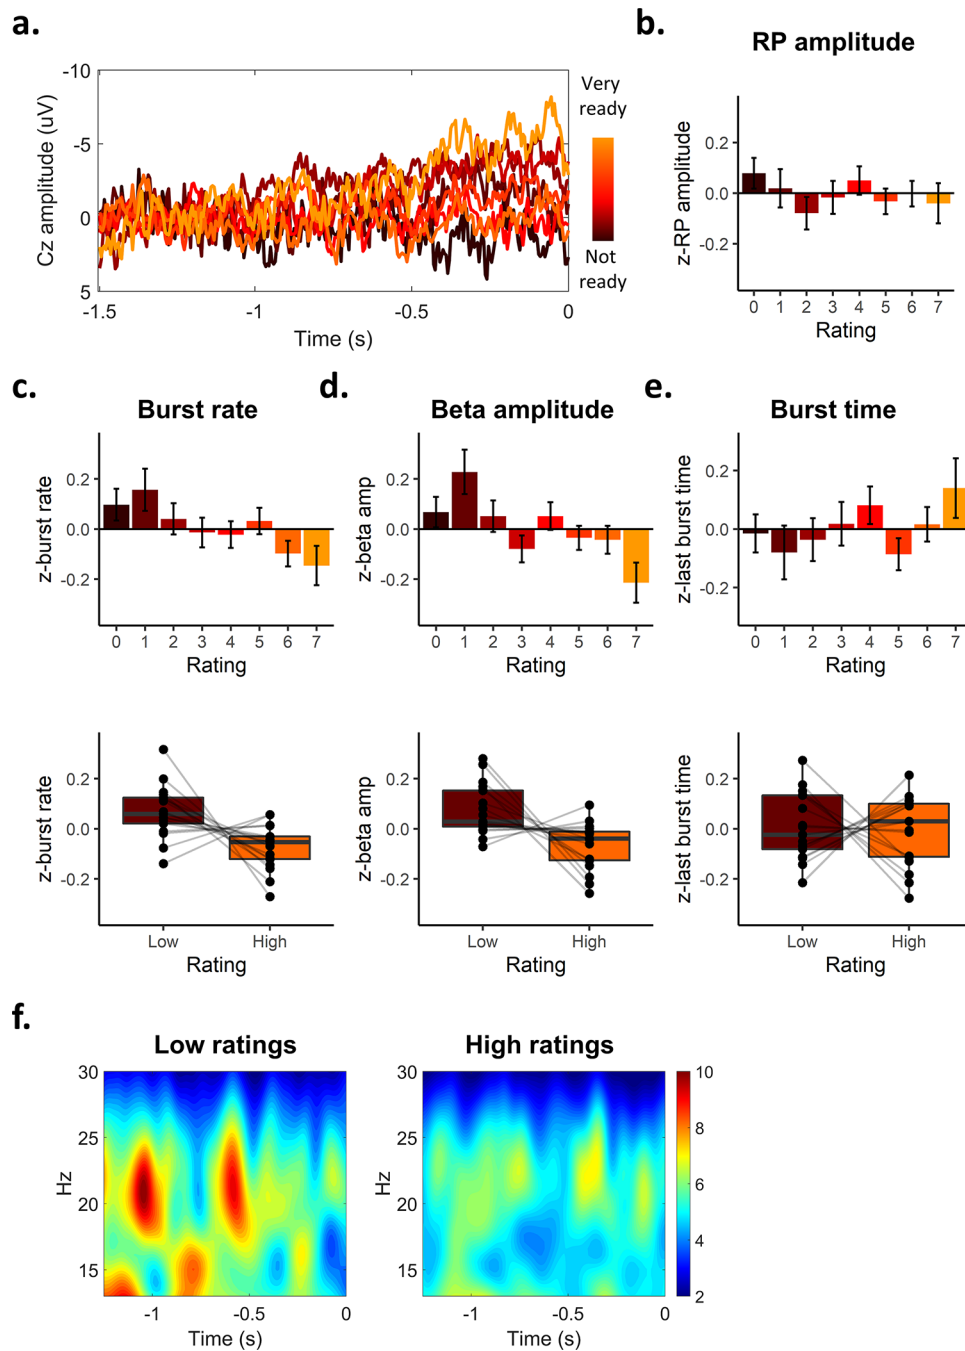 a.
-10
-5
0
5
Cz amplitude (uV)
-1.5
-1
-0.5
0
Time (s)
Very
ready
Not
ready
b.
RP amplitude
0.2
0.0
-0.2
z-RP amplitude
0 1 2 3 4 5 6 7
Rating
c.
Burst rate
0.2
0.0
-0.2
z-burst rate
0 1 2 3 4 5 6 7
Rating
d.
Beta amplitude
0.2
0.0
-0.2
z-beta amp
0 1 2 3 4 5 6 7
Rating
e.
Burst time
0.2
0.0
-0.2
z-last burst time
0 1 2 3 4 5 6 7
Rating
0.2
0.0
-0.2
z-burst rate
Low High
Rating
0.2
0.0
-0.2
z-beta amp
Low High
Rating
0.2
0.0
-0.2
z-last burst time
Low High
Rating
f.
Low ratings
30
25
20
15
Hz
-1 -0.5 0
Time (s)
High ratings
30
25
20
15
Hz
-1 -0.5 0
Time (s)
10
8
6
4
2